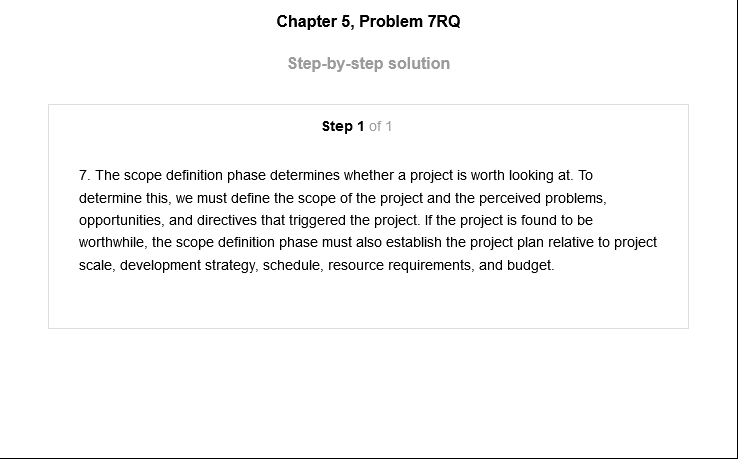 Chapter 5, Problem 7RQ
Step-by-step solution
Step 1 of 1
7. The scope definition phase determines whether a project is worth looking at. To
determine this, we must define the scope of the project and the perceived problems,
opportunities, and directives that triggered the project. If the project is found to be
worthwhile, the scope definition phase must also establish the project plan relative to project
scale, development strategy, schedule, resource requirements, and budget.